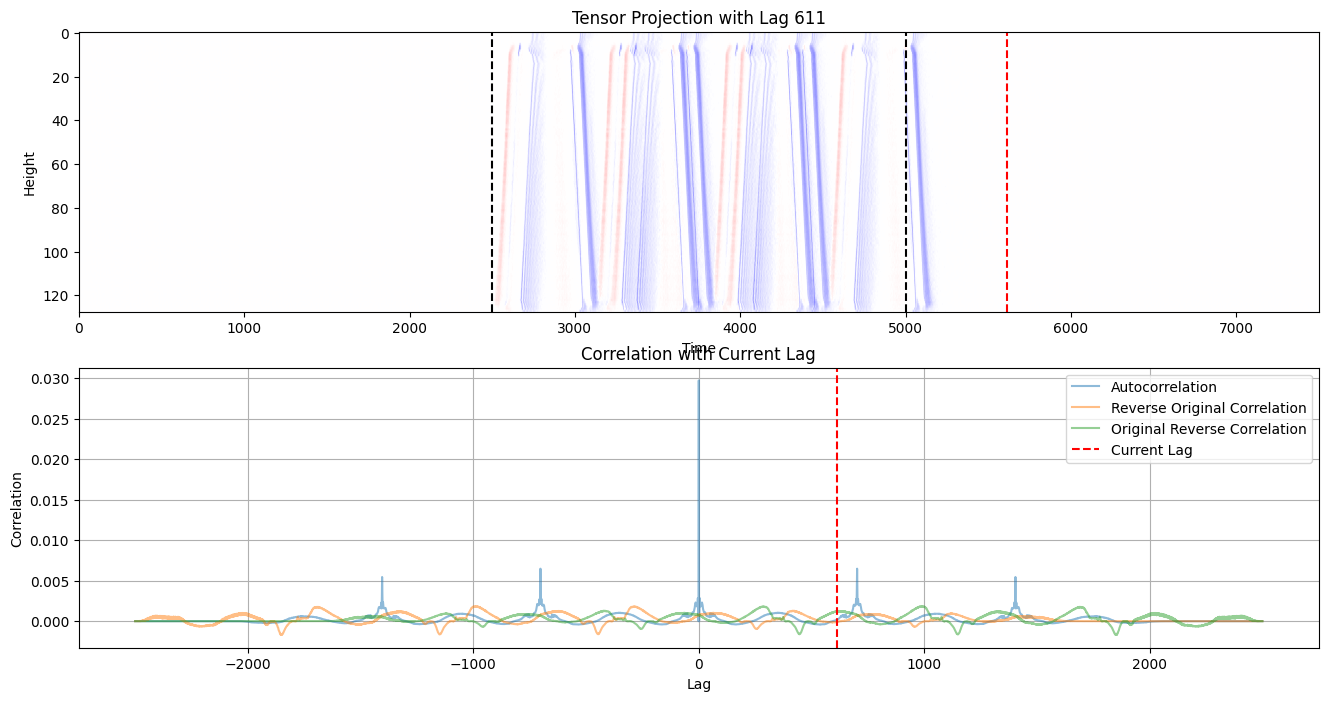 Tensor Projection with Lag 611
0
20
40
60
80
100
120
Height
0
1000
2000
3000
4000
5000
6000
7000
Time
Correlation with Current Lag
0.030
0.025
0.020
0.015
0.010
0.005
0.000
Correlation
Autocorrelation
Reverse Original Correlation
Original Reverse Correlation
Current Lag
−2000
−1000
0
1000
2000
Lag